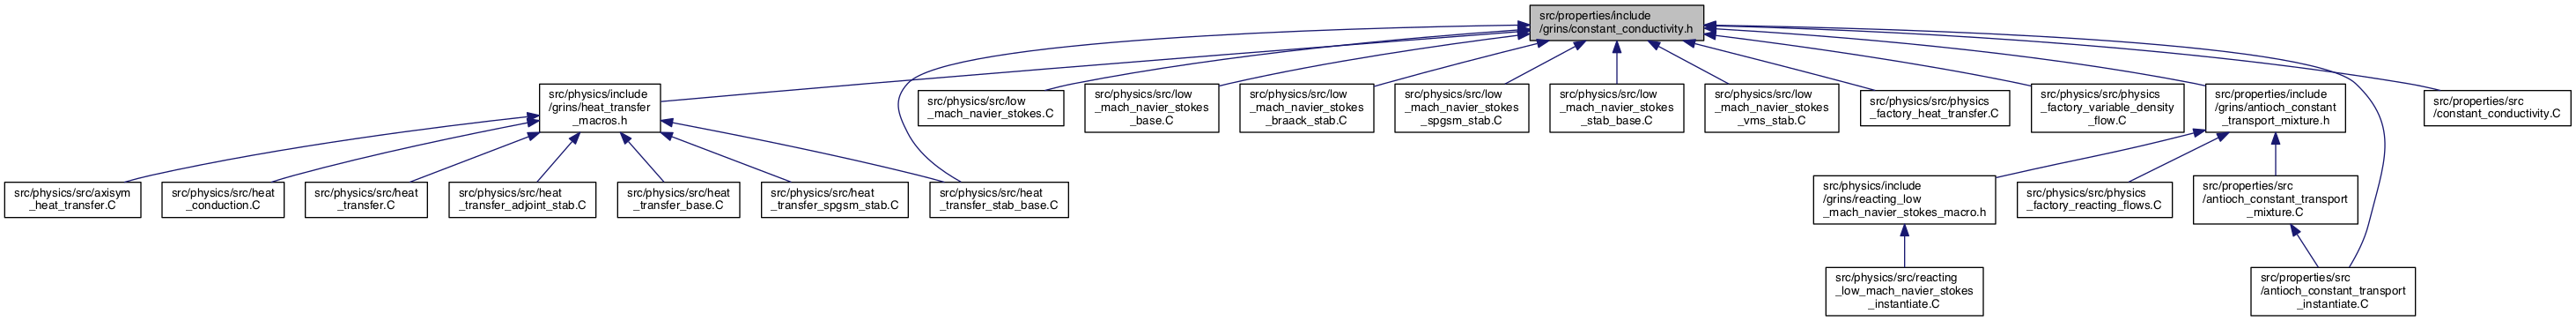 src/properties/include
/grins/constant_conductivity.h
src/physics/include
/grins/heat_transfer
_macros.h
src/physics/src/low
_mach_navier_stokes.C
src/physics/src/low
_mach_navier_stokes
_base.C
src/physics/src/low
_mach_navier_stokes
_braack_stab.C
src/physics/src/low
_mach_navier_stokes
_spgsm_stab.C
src/physics/src/low
_mach_navier_stokes
_stab_base.C
src/physics/src/low
_mach_navier_stokes
_vms_stab.C
src/physics/src/physics
_factory_heat_transfer.C
src/physics/src/physics
_factory_variable_density
_flow.C
src/properties/include
/grins/antioch_constant
_transport_mixture.h
src/properties/src
/constant_conductivity.C
src/physics/src/axisym
_heat_transfer.C
src/physics/src/heat
_conduction.C
src/physics/src/heat
_transfer.C
src/physics/src/heat
_transfer_adjoint_stab.C
src/physics/src/heat
_transfer_base.C
src/physics/src/heat
_transfer_spgsm_stab.C
src/physics/src/heat
_transfer_stab_base.C
src/physics/include
/grins/reacting_low
_mach_navier_stokes_macro.h
src/physics/src/physics
_factory_reacting_flows.C
src/properties/src
/antioch_constant_transport
_mixture.C
src/physics/src/reacting
_low_mach_navier_stokes
_instantiate.C
src/properties/src
/antioch_constant_transport
_instantiate.C